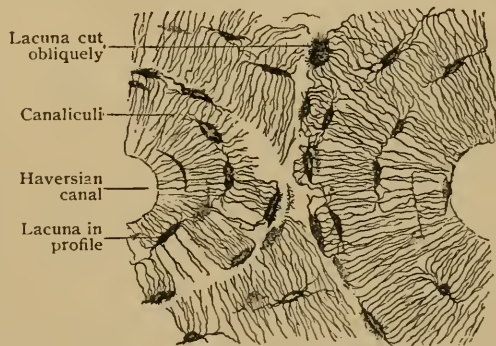 Lacuna cut
obliquely
Canaliculi
Haversian
canal
Lacuna in
profile